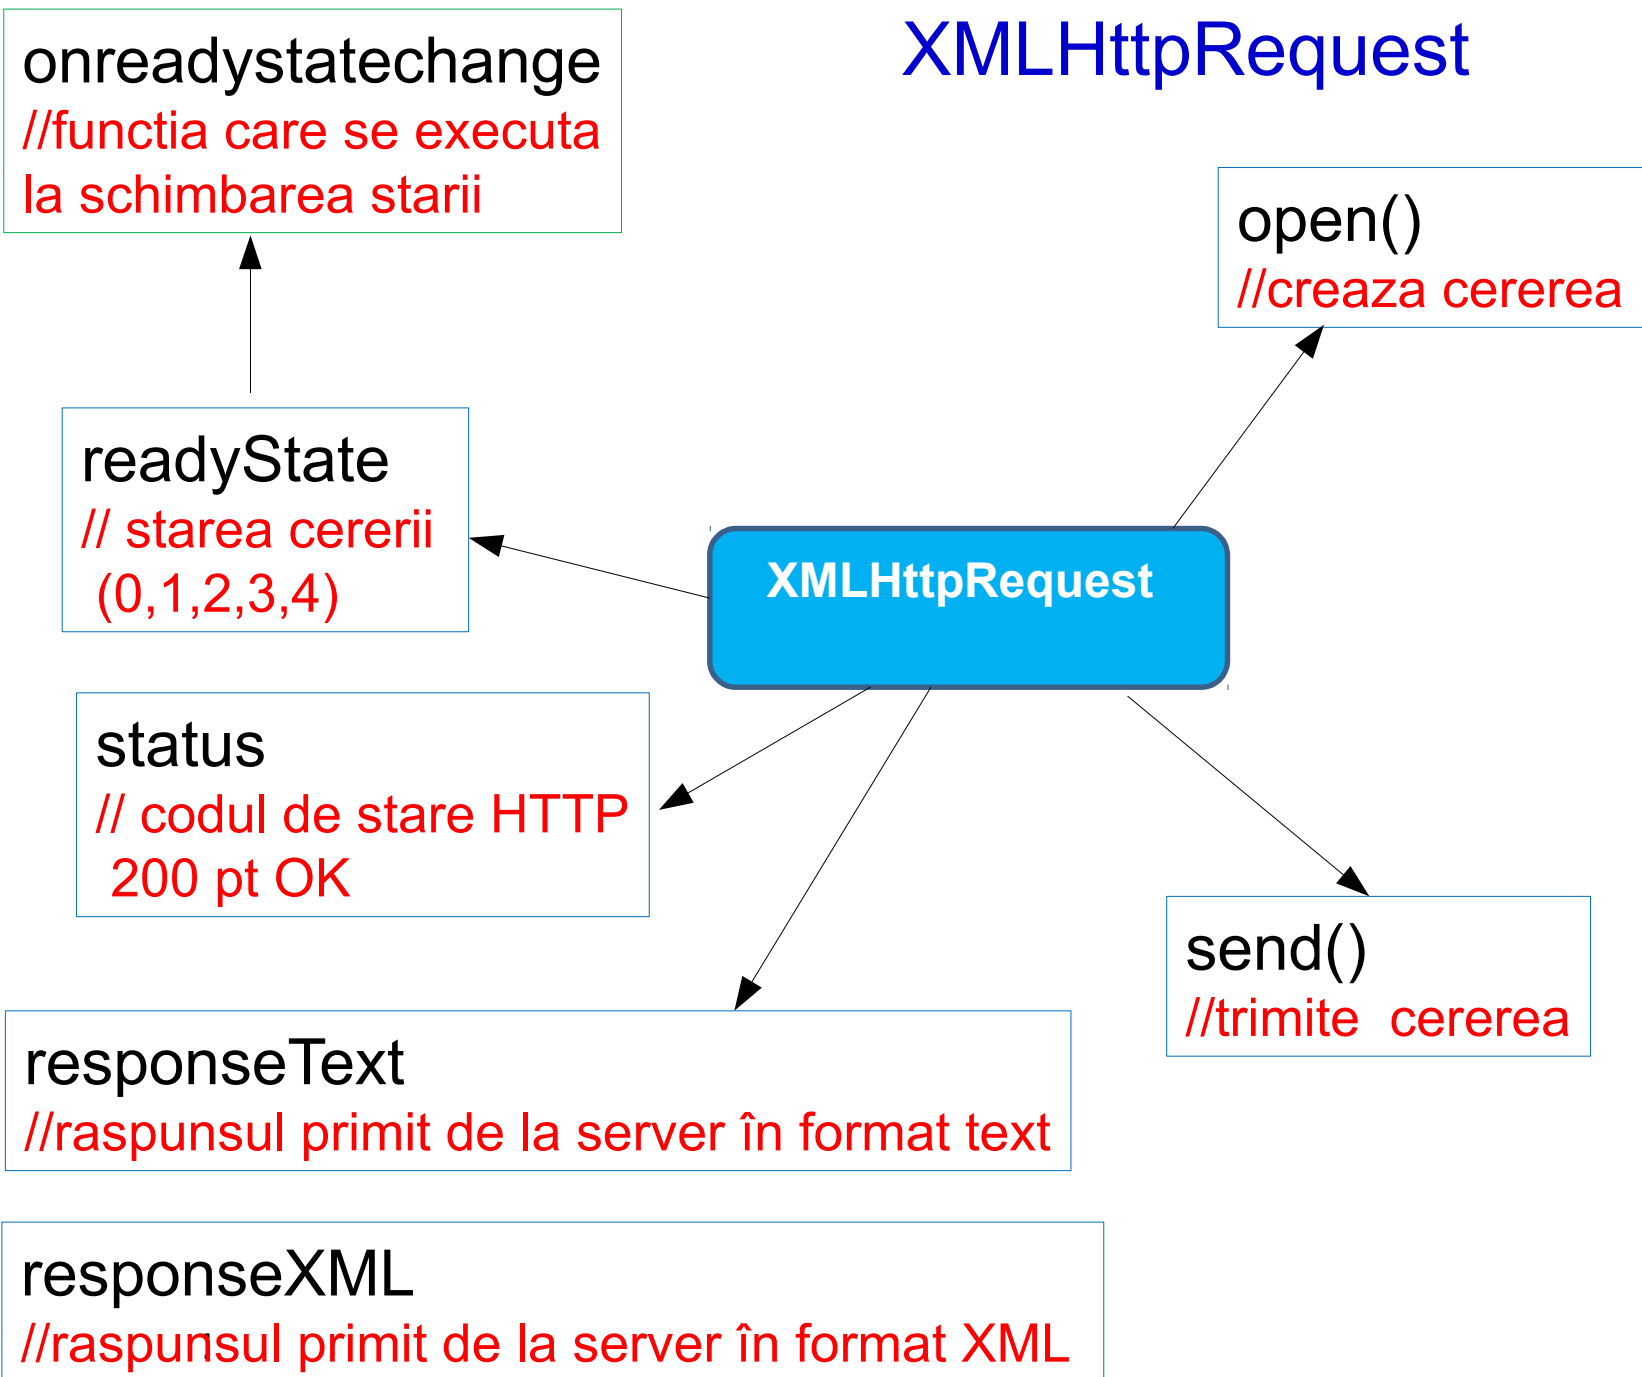 XMLHttpRequest
onreadystatechange
//functia care se executa
la schimbarea starii
open()
//creaza cererea
readyState
// starea cererii
(0,1,2,3,4)
XMLHttpRequest
status
// codul de stare HTTP
200 pt OK
send()
//trimite cererea
responseText
//raspunsul primit de la server în format text
responseXML
//raspunsul primit de la server în format XML